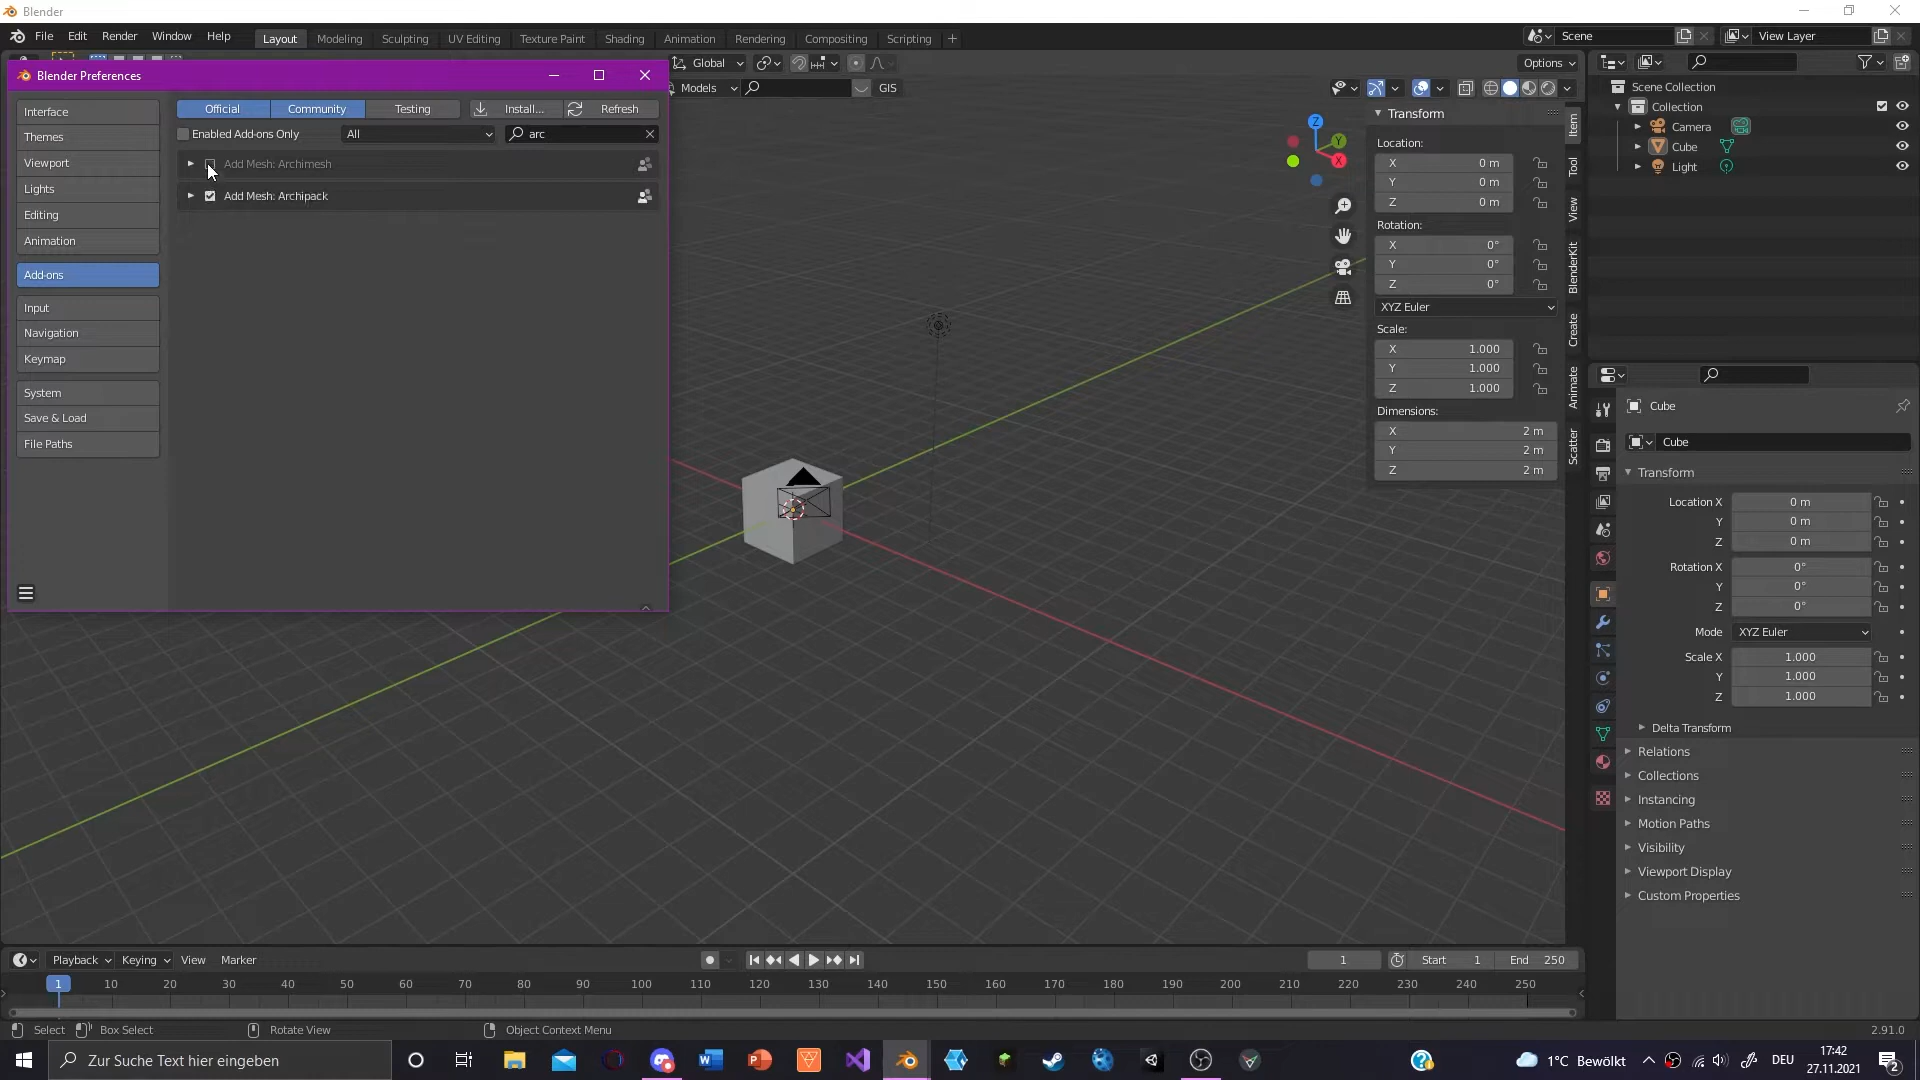 Blender
File Edit Render Window Help Layout Modeling Sculpting UV Editing Texture Paint Shading Animation Rendering Compositing Scripting + Scene View Layer
Global Options
Models GIS
Blender Preferences
Interface
Themes
Viewport
Lights
Editing
Animation
Add-ons
Input
Navigation
Keymap
System
Save & Load
File Paths
Official Community Testing Install... Refresh
Enabled Add-ons Only All arc
Add Mesh: Archimesh
Add Mesh: Archipack
Z
Y
X
Transform
Location:
X 0 m
Y 0 m
Z 0 m
Rotation:
X 0°
Y 0°
Z 0°
XYZ Euler
Scale:
X 1.000
Y 1.000
Z 1.000
Dimensions:
X 2 m
Y 2 m
Z 2 m
Item
Tool
View
BlenderKit
Create
Animate
Scatter
Scene Collection
Collection
Camera
Cube
Light
Cube
Cube
Transform
Location X 0 m
Y 0 m
Z 0 m
Rotation X 0°
Y 0°
Z 0°
Mode XYZ Euler
Scale X 1.000
Y 1.000
Z 1.000
Delta Transform
Relations
Collections
Instancing
Motion Paths
Visibility
Viewport Display
Custom Properties
Playback Keying View Marker 1 Start 1 End 250
1 10 20 30 40 50 60 70 80 90 100 110 120 130 140 150 160 170 180 190 200 210 220 230 240 250
Select Box Select Rotate View Object Context Menu 2.91.0
Zur Suche Text hier eingeben 1°C Bewölkt DEU 17:42
27.11.2021
2